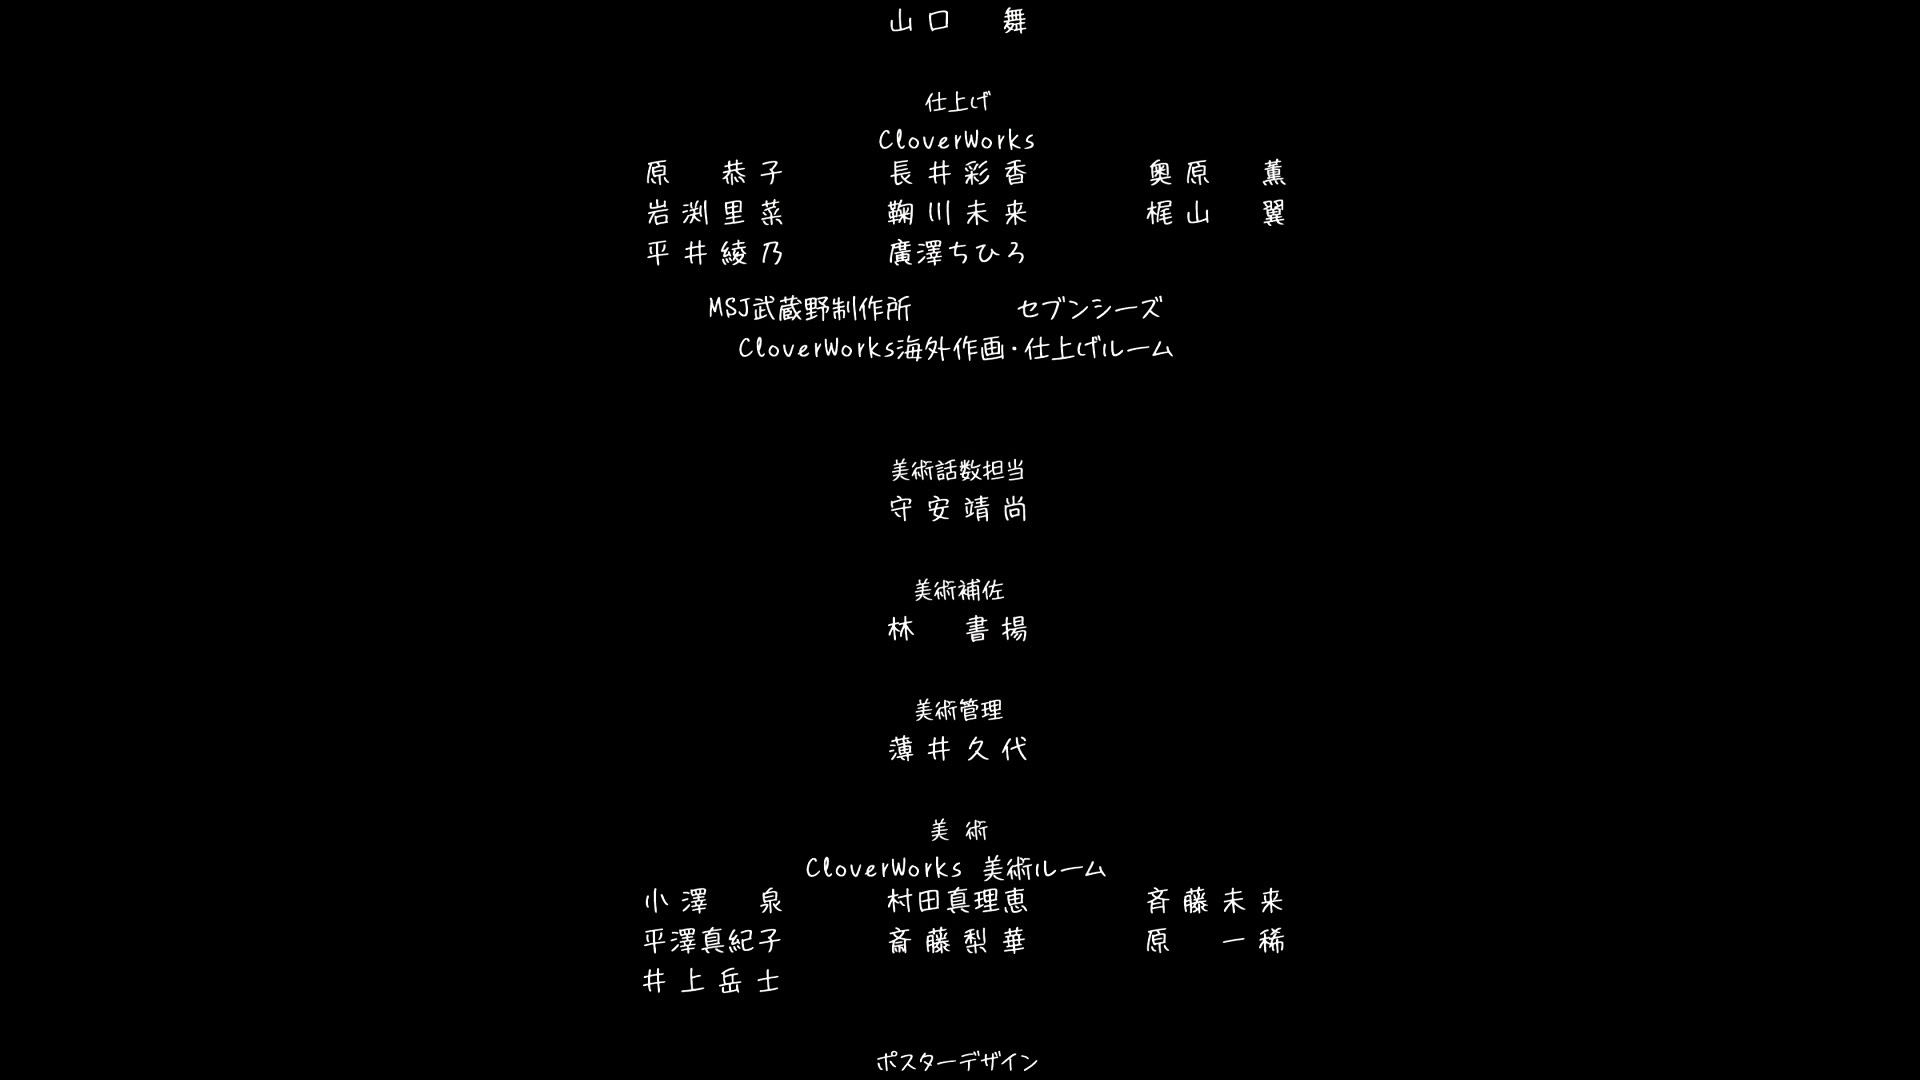 山口 舞
仕上げ
CloverWorks
原 恭子 長井彩香 奥原 薫
岩渕里菜 鞠川未来 梶山 翼
平井綾乃 廣澤ちひろ
MSJ武蔵野制作所 セブンシーズ
CloverWorks海外作画・仕上げルーム
美術話数担当
守安靖尚
美術補佐
林 書揚
美術管理
薄井久代
美術
CloverWorks 美術ルーム
小澤 泉 村田真理恵 斉藤未来
平澤真紀子 斎藤梨華 原 一稀
井上岳士
ポスターデザイン